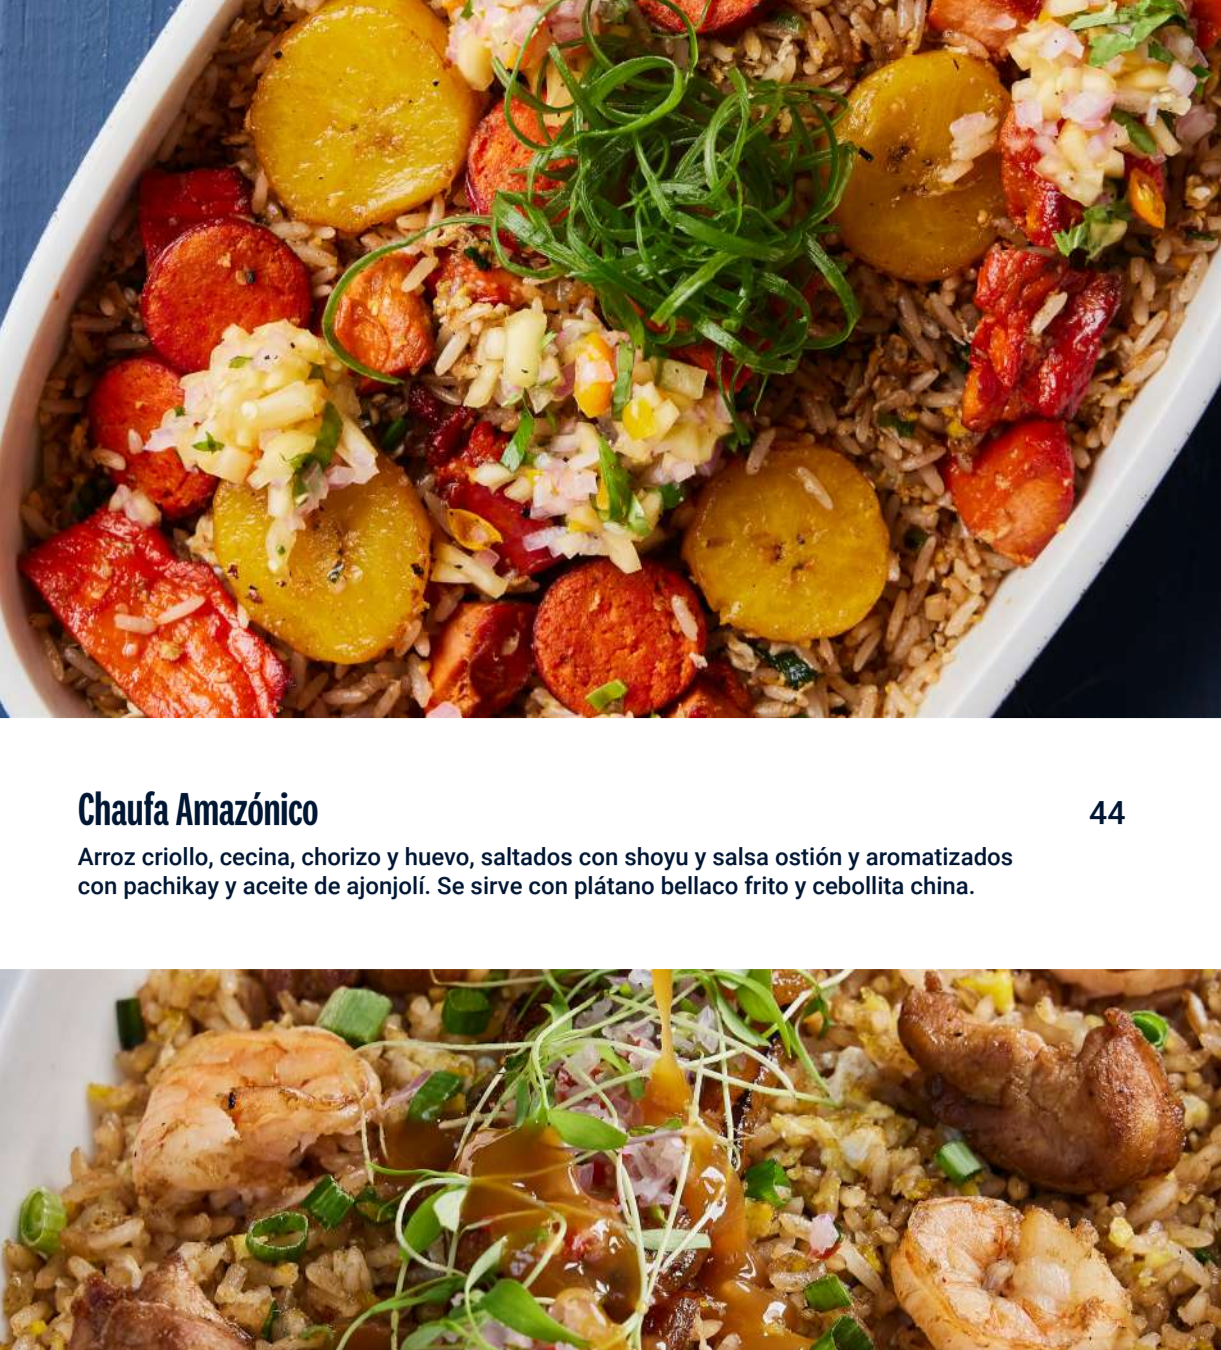 Chaufa Amazónico
44
Arroz criollo, cecina, chorizo y huevo, saltados con shoyu y salsa ostión y aromatizados
con pachikay y aceite de ajonjolí. Se sirve con plátano bellaco frito y cebollita china.